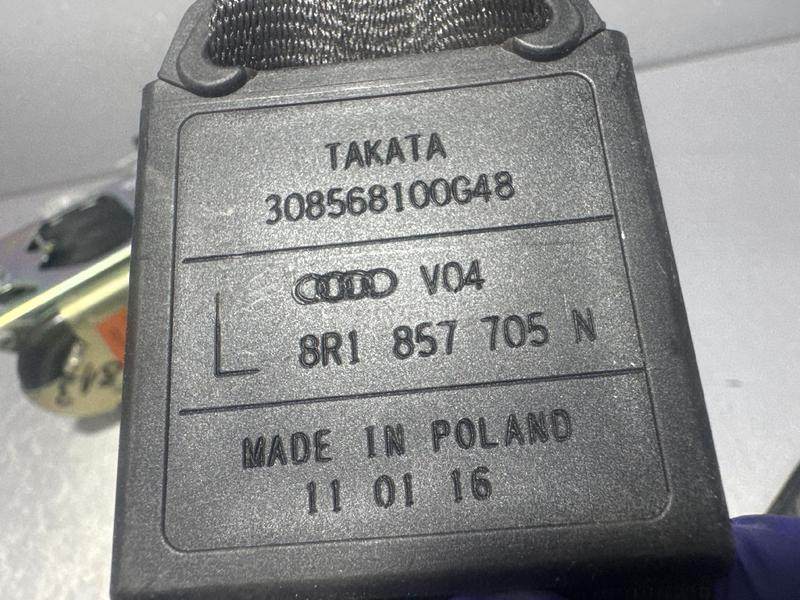 TAKATA
308568100G48
V04
L
8R1 857 705 N
MADE IN POLAND
11 01 16